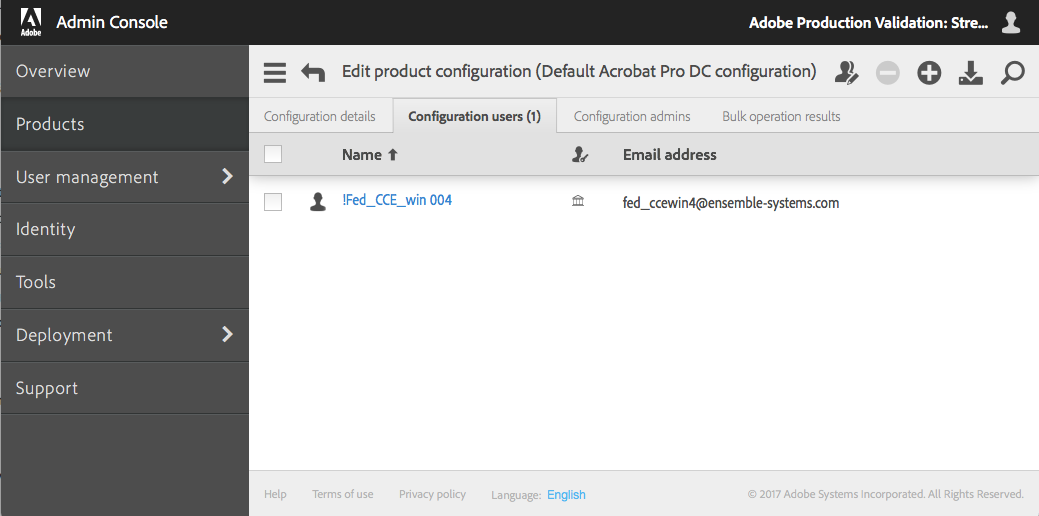 Adobe
Admin Console
Adobe Production Validation: Stre...
Overview
Products
User management
Identity
Tools
Deployment
Support
Edit product configuration (Default Acrobat Pro DC configuration)
Configuration details
Configuration users (1)
Configuration admins
Bulk operation results
Name
Email address
!Fed_CCE_win 004
fed_ccewin4@ensemble-systems.com
Help
Terms of use
Privacy policy
Language: English
© 2017 Adobe Systems Incorporated. All Rights Reserved.